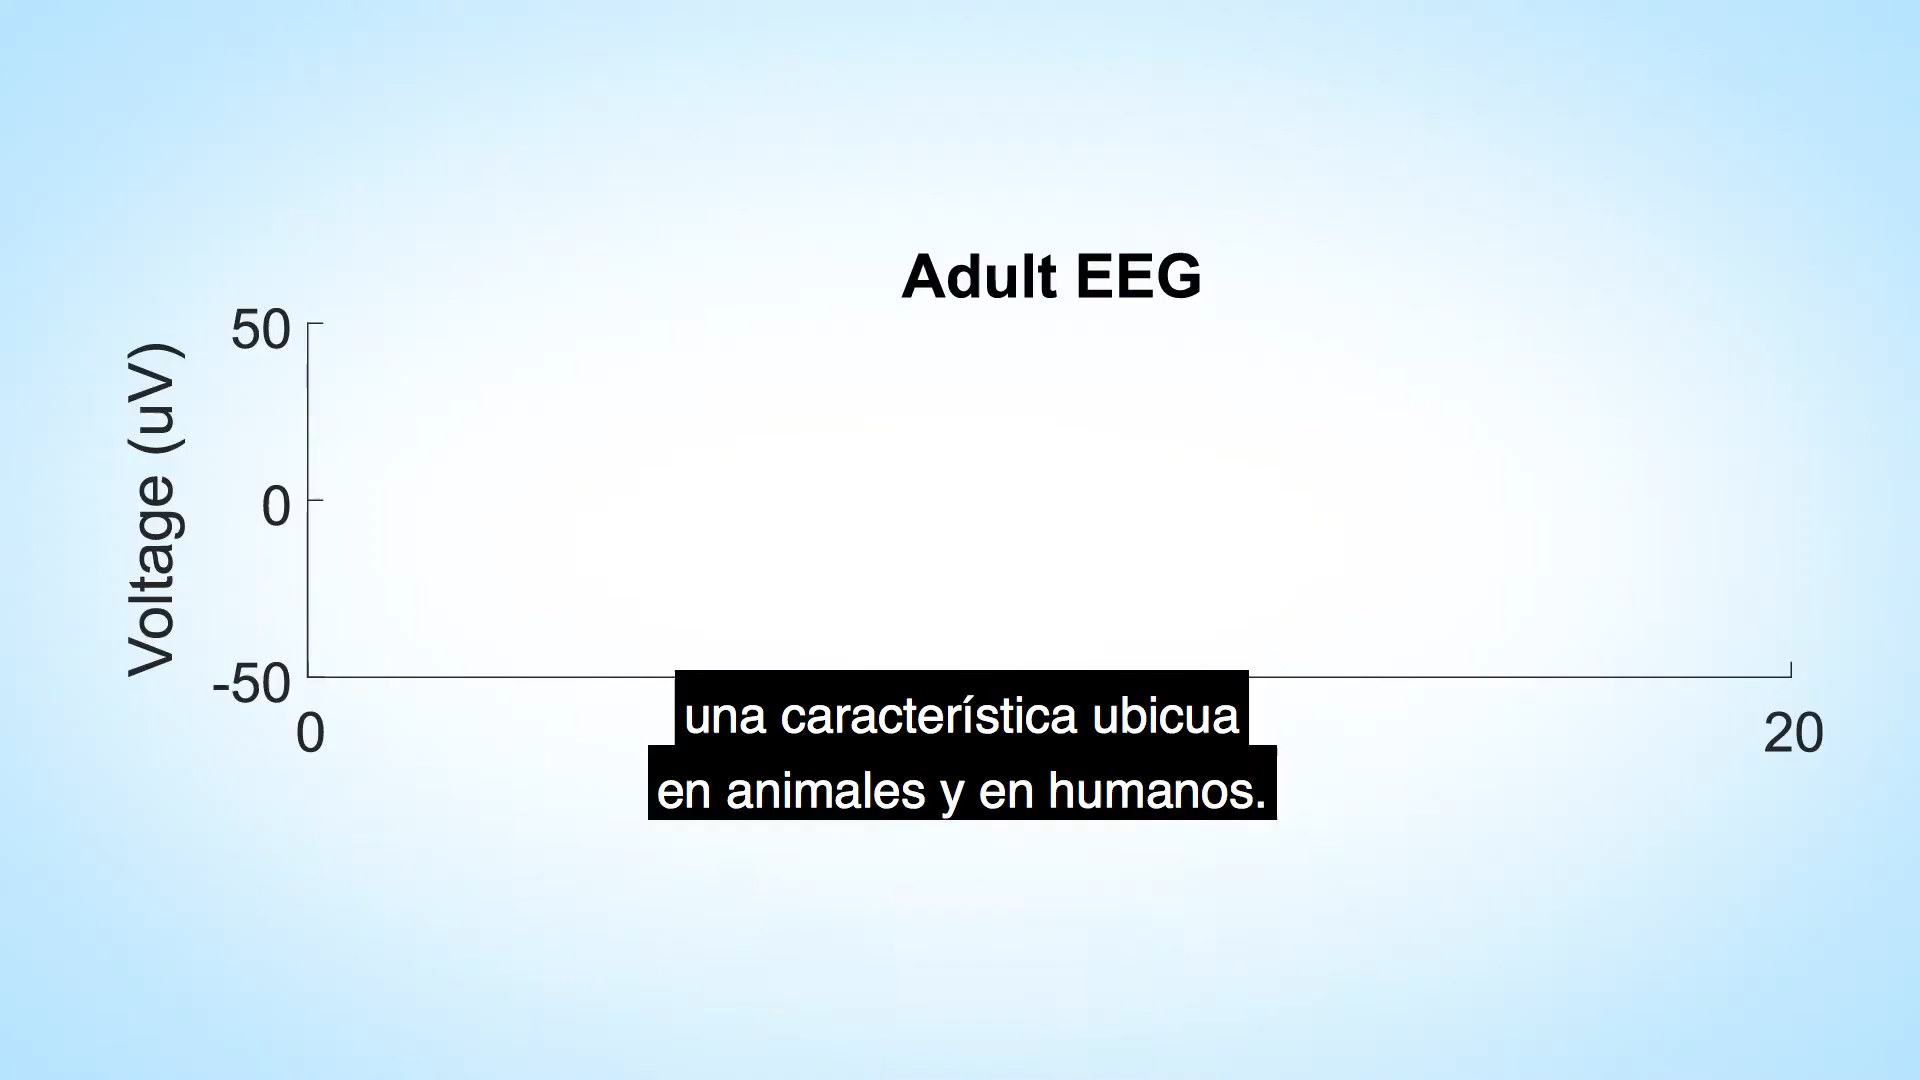 Adult EEG
50
Voltage (uV)
0
-50
0
20
una característica ubicua
en animales y en humanos.